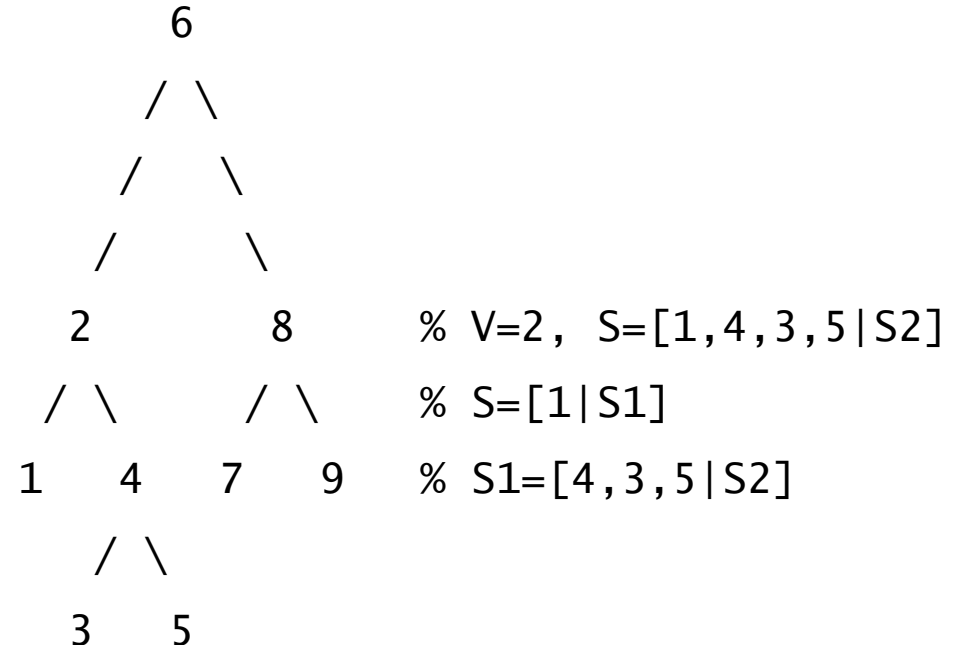 6
/ \
/ \
/ \
2 8 % V=2, S=[1,4,3,5|S2]
/ \ / \ % S=[1|S1]
1 4 7 9 % S1=[4,3,5|S2]
/ \
3 5